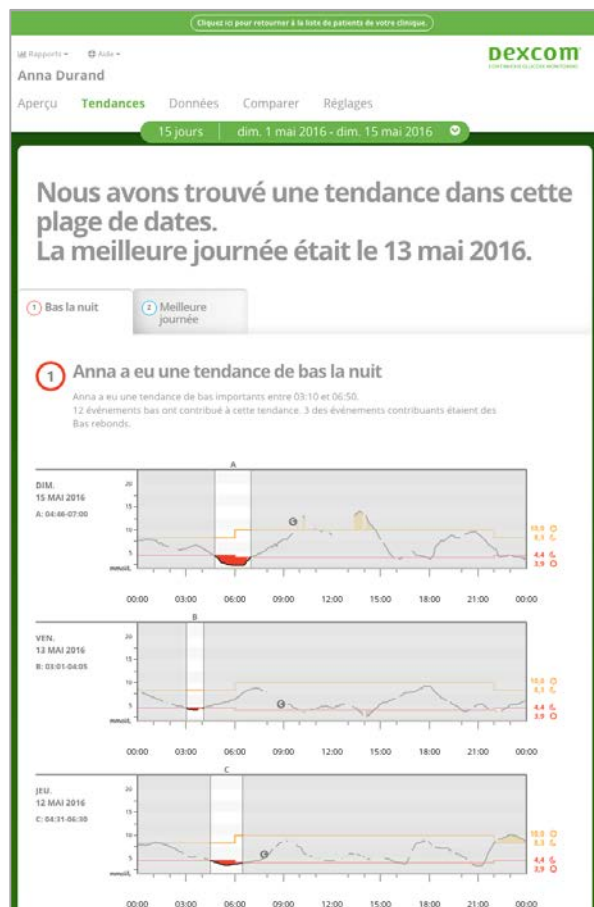 Cliquez ici pour retourner à la liste de patients de votre clinique.
Rapports Aide
Dexcom
CONTINUOUS GLUCOSE MONITORING
Anna Durand
Aperçu Tendances Données Comparer Réglages
15 jours dim. 1 mai 2016 - dim. 15 mai 2016
Nous avons trouvé une tendance dans cette
plage de dates.
La meilleure journée était le 13 mai 2016.
1 Bas la nuit
2 Meilleure
journée
1 Anna a eu une tendance de bas la nuit
Anna a eu une tendance de bas importants entre 03:10 et 06:50.
12 événements bas ont contribué à cette tendance. 3 des événements contribuants étaient des
Bas rebonds.
A
DIM.
15 MAI 2016
A: 04:46-07:00
20
15
10
5
mmol/L
10,0
8,3
4,4
3,9
00:00 03:00 06:00 09:00 12:00 15:00 18:00 21:00 00:00
B
VEN.
13 MAI 2016
B: 03:01-04:05
20
15
10
5
mmol/L
10,0
8,3
4,4
3,9
00:00 03:00 06:00 09:00 12:00 15:00 18:00 21:00 00:00
C
JEU.
12 MAI 2016
C: 04:31-06:30
20
15
10
5
mmol/L
10,0
8,3
4,4
3,9
00:00 03:00 06:00 09:00 12:00 15:00 18:00 21:00 00:00